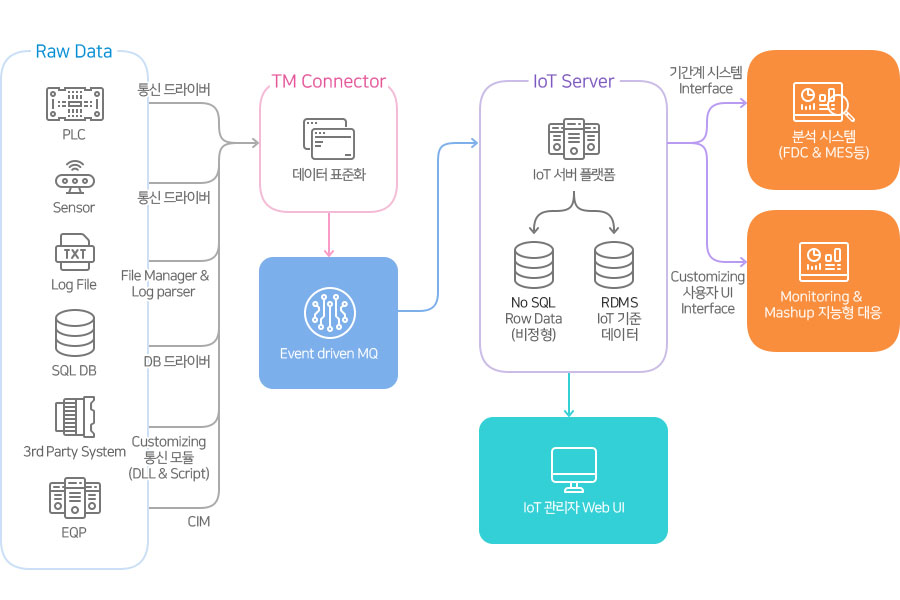 Raw Data
PLC
Sensor
TXT
Log File
SQL DB
3rd Party System
EQP
통신 드라이버
통신 드라이버
File Manager &
Log parser
DB 드라이버
Customizing
통신 모듈
(DLL & Script)
CIM
TM Connector
데이터 표준화
Event driven MQ
IoT Server
IoT 서버 플랫폼
No SQL
Row Data
(비정형)
RDMS
IoT 기준
데이터
IoT 관리자 Web UI
기간계 시스템
Interface
Customizing
사용자 UI
Interface
분석 시스템
(FDC & MES등)
Monitoring &
Mashup 지능형 대응